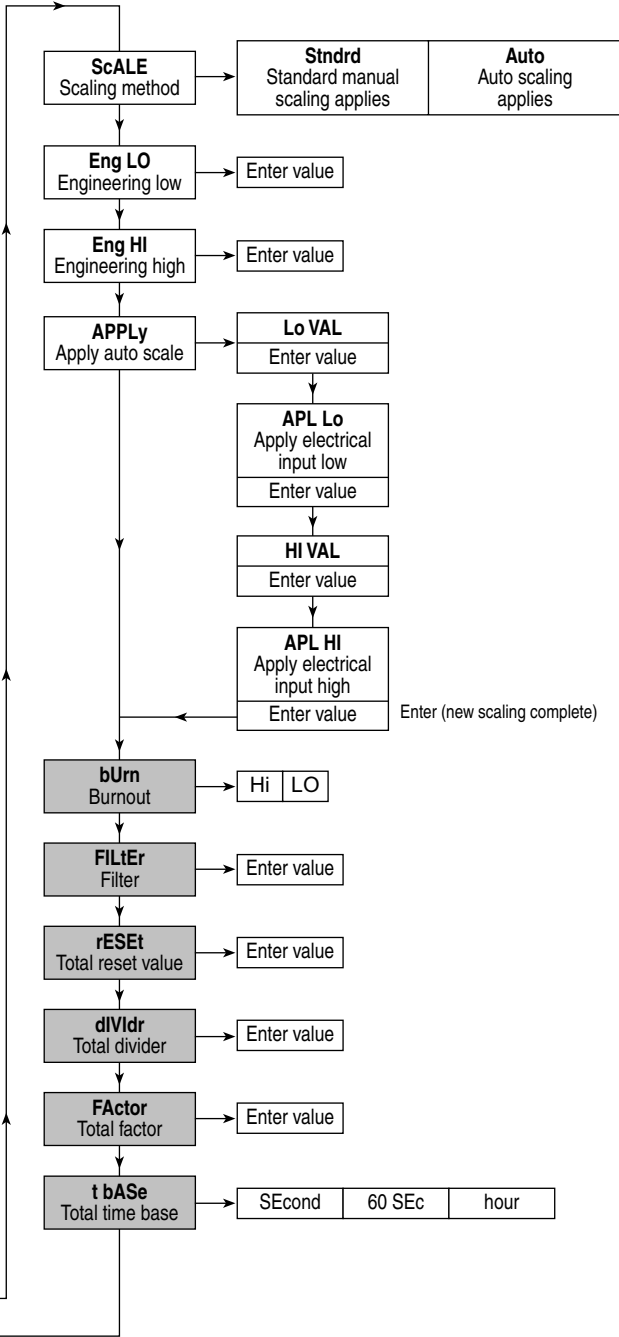 ScALE
Scaling method
Stndrd
Standard manual
scaling applies
Auto
Auto scaling
applies
Eng LO
Engineering low
Enter value
Eng HI
Engineering high
Enter value
APPLy
Apply auto scale
Lo VAL
Enter value
APL Lo
Apply electrical
input low
Enter value
HI VAL
Enter value
APL HI
Apply electrical
input high
Enter value
Enter (new scaling complete)
bUrn
Burnout
Hi
LO
FILtEr
Filter
Enter value
rESEt
Total reset value
Enter value
dIVIdr
Total divider
Enter value
FActor
Total factor
Enter value
t bASe
Total time base
SEcond
60 SEc
hour